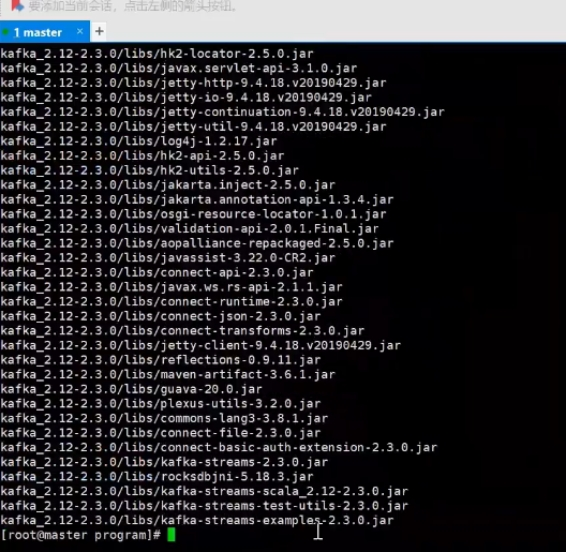 要添加当前会话，点击左侧的箭头按钮。
1 master × +
kafka_2.12-2.3.0/libs/hk2-locator-2.5.0.jar
kafka_2.12-2.3.0/libs/javax.servlet-api-3.1.0.jar
kafka_2.12-2.3.0/libs/jetty-http-9.4.18.v20190429.jar
kafka_2.12-2.3.0/libs/jetty-io-9.4.18.v20190429.jar
kafka_2.12-2.3.0/libs/jetty-continuation-9.4.18.v20190429.jar
kafka_2.12-2.3.0/libs/jetty-util-9.4.18.v20190429.jar
kafka_2.12-2.3.0/libs/log4j-1.2.17.jar
kafka_2.12-2.3.0/libs/hk2-api-2.5.0.jar
kafka_2.12-2.3.0/libs/hk2-utils-2.5.0.jar
kafka_2.12-2.3.0/libs/jakarta.inject-2.5.0.jar
kafka_2.12-2.3.0/libs/jakarta.annotation-api-1.3.4.jar
kafka_2.12-2.3.0/libs/osgi-resource-locator-1.0.1.jar
kafka_2.12-2.3.0/libs/validation-api-2.0.1.Final.jar
kafka_2.12-2.3.0/libs/aopalliance-repackaged-2.5.0.jar
kafka_2.12-2.3.0/libs/javassist-3.22.0-CR2.jar
kafka_2.12-2.3.0/libs/connect-api-2.3.0.jar
kafka_2.12-2.3.0/libs/javax.ws.rs-api-2.1.1.jar
kafka_2.12-2.3.0/libs/connect-runtime-2.3.0.jar
kafka_2.12-2.3.0/libs/connect-json-2.3.0.jar
kafka_2.12-2.3.0/libs/connect-transforms-2.3.0.jar
kafka_2.12-2.3.0/libs/jetty-client-9.4.18.v20190429.jar
kafka_2.12-2.3.0/libs/reflections-0.9.11.jar
kafka_2.12-2.3.0/libs/maven-artifact-3.6.1.jar
kafka_2.12-2.3.0/libs/guava-20.0.jar
kafka_2.12-2.3.0/libs/plexus-utils-3.2.0.jar
kafka_2.12-2.3.0/libs/commons-lang3-3.8.1.jar
kafka_2.12-2.3.0/libs/connect-file-2.3.0.jar
kafka_2.12-2.3.0/libs/connect-basic-auth-extension-2.3.0.jar
kafka_2.12-2.3.0/libs/kafka-streams-2.3.0.jar
kafka_2.12-2.3.0/libs/rocksdbjni-5.18.3.jar
kafka_2.12-2.3.0/libs/kafka-streams-scala_2.12-2.3.0.jar
kafka_2.12-2.3.0/libs/kafka-streams-test-utils-2.3.0.jar
kafka_2.12-2.3.0/libs/kafka-streams-examples-2.3.0.jar
[root@master program]#